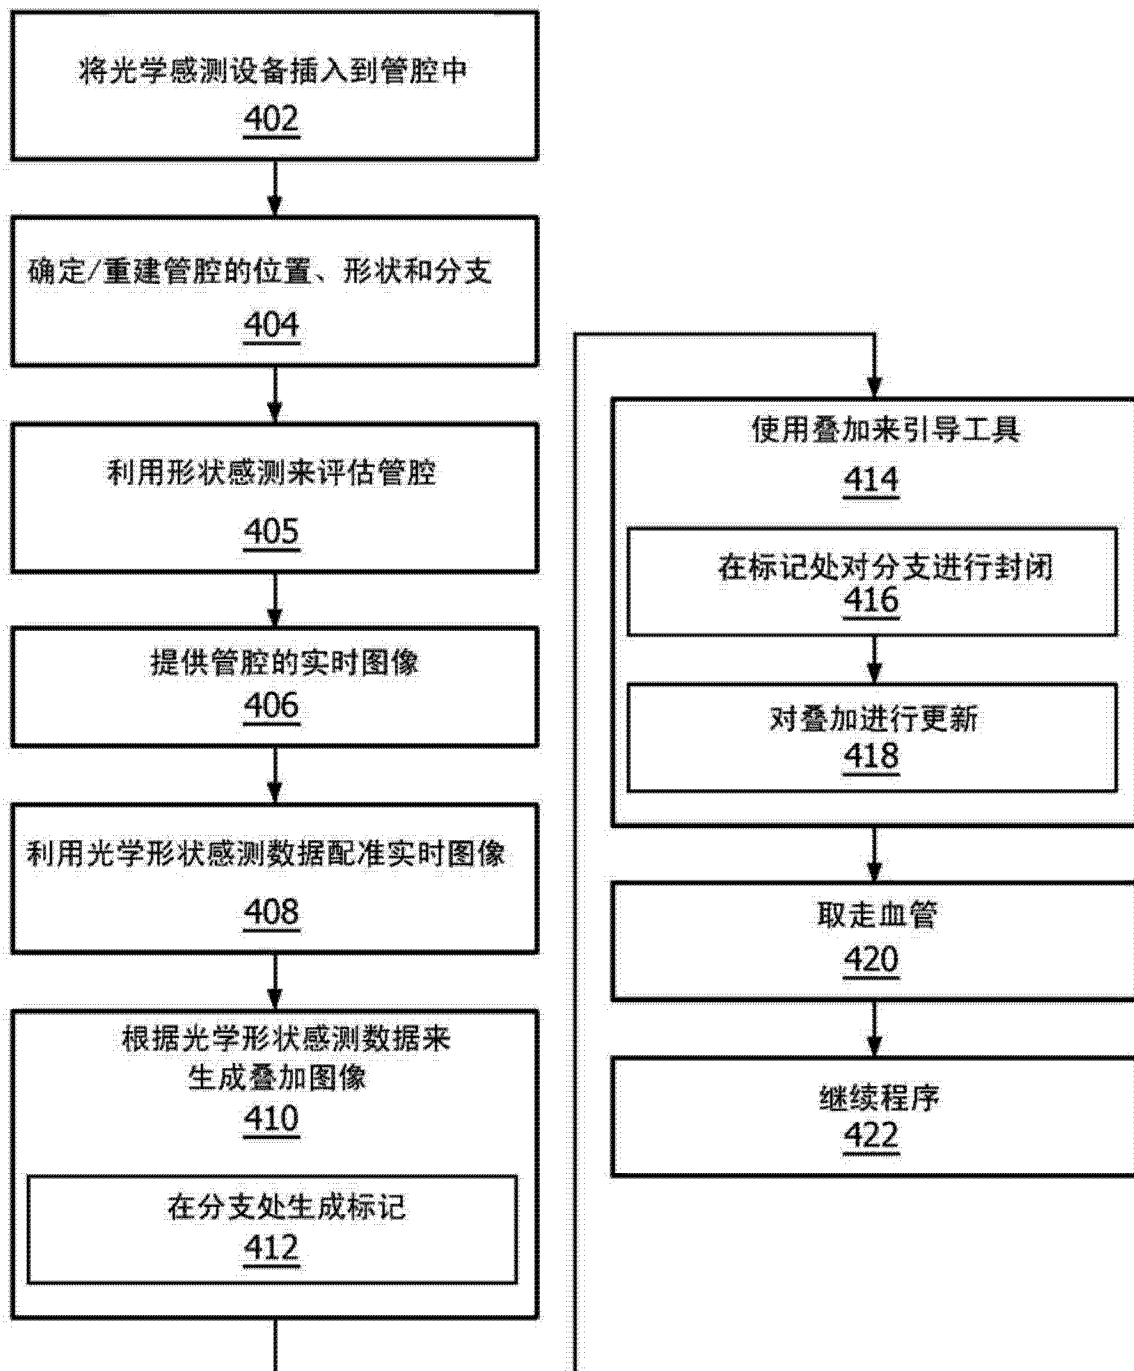 将光学感测设备插入到管腔中
402
确定/重建管腔的位置、形状和分支
404
利用形状感测来评估管腔
405
提供管腔的实时图像
406
利用光学形状感测数据配准实时图像
408
根据光学形状感测数据来
生成叠加图像
410
在分支处生成标记
412
使用叠加来引导工具
414
在标记处对分支进行封闭
416
对叠加进行更新
418
取走血管
420
继续程序
422